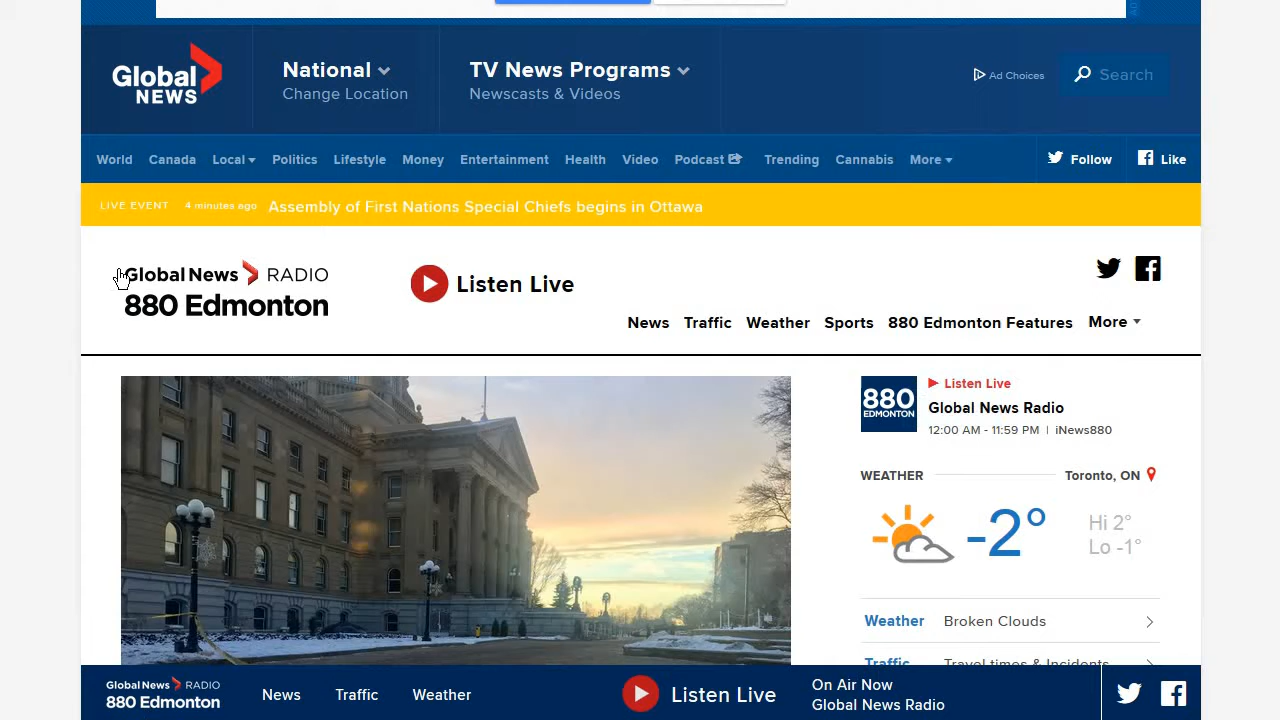 Global NEWS
National
Change Location
TV News Programs
Newscasts & Videos
Ad Choices
Search
World Canada Local Politics Lifestyle Money Entertainment Health Video Podcast Trending Cannabis More Follow Like
LIVE EVENT 4 minutes ago Assembly of First Nations Special Chiefs begins in Ottawa
Global News RADIO
880 Edmonton
Listen Live
News Traffic Weather Sports 880 Edmonton Features More
880 EDMONTON
Listen Live
Global News Radio
12:00 AM - 11:59 PM | iNews880
WEATHER Toronto, ON
-2°
Hi 2°
Lo -1°
Weather Broken Clouds
Traffic Travel times & Incidents
Global News RADIO
880 Edmonton
News Traffic Weather
Listen Live
On Air Now
Global News Radio